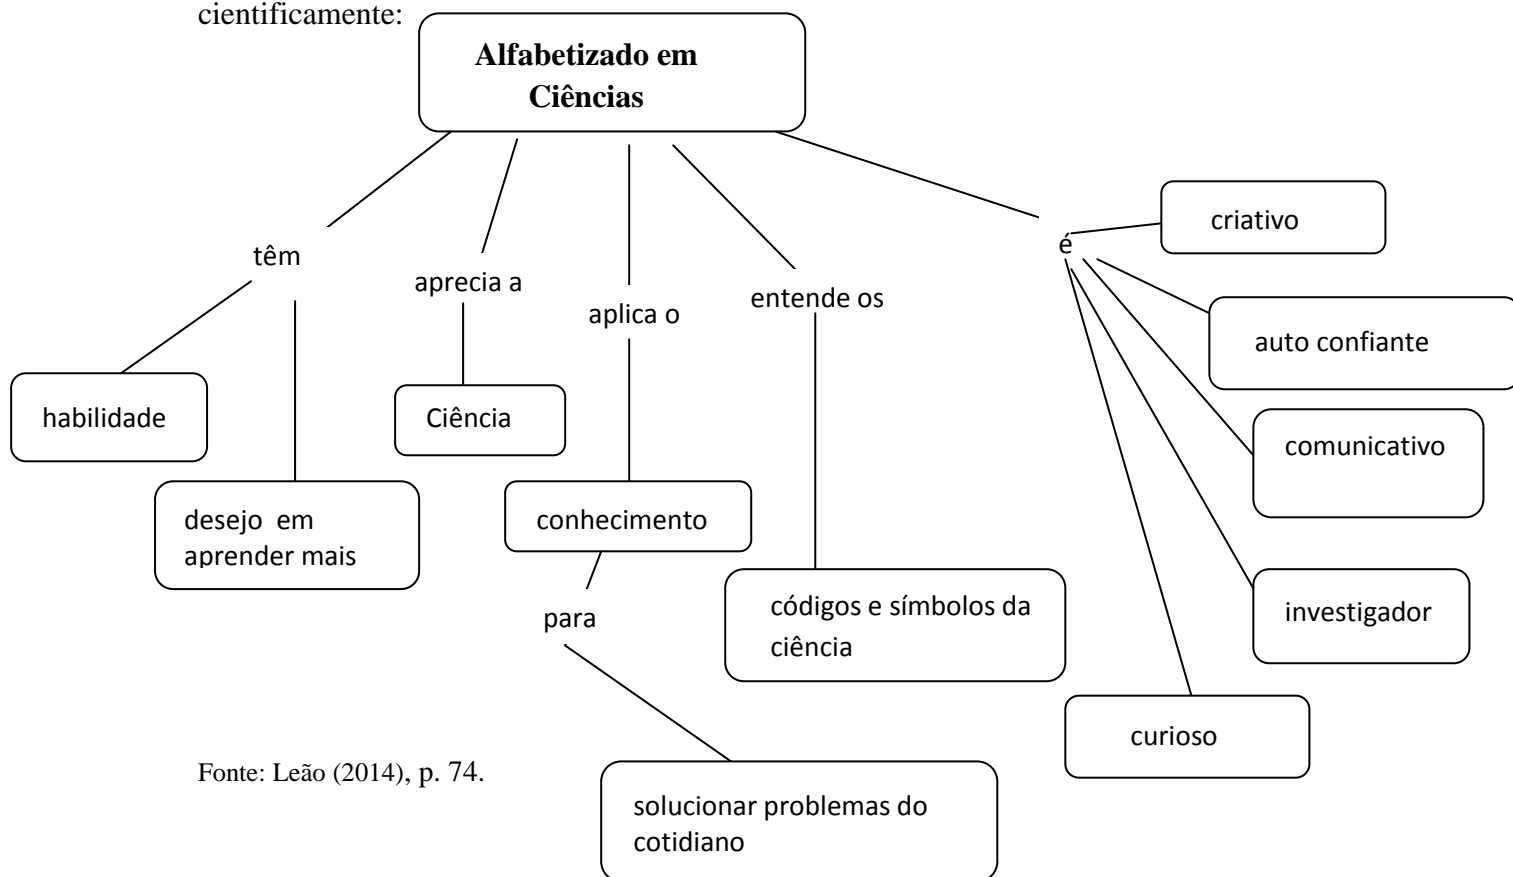 cientificamente:
Alfabetizado em
Ciências
têm
aprecia a
aplica o
entende os
é
criativo
auto confiante
comunicativo
investigador
curioso
habilidade
desejo em
aprender mais
Ciência
conhecimento
para
códigos e símbolos da
ciência
solucionar problemas do
cotidiano
Fonte: Leão (2014), p. 74.